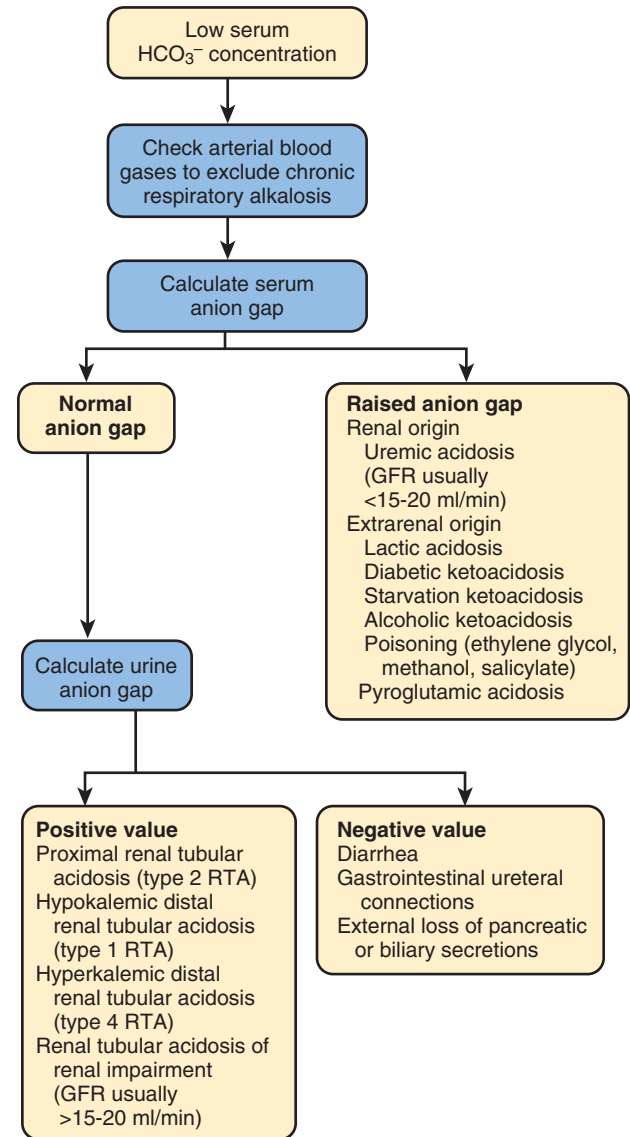 Low serum
HCO₃⁻ concentration
Check arterial blood
gases to exclude chronic
respiratory alkalosis
Calculate serum
anion gap
Normal
anion gap
Raised anion gap
Renal origin
Uremic acidosis
(GFR usually
<15-20 ml/min)
Extrarenal origin
Lactic acidosis
Diabetic ketoacidosis
Starvation ketoacidosis
Alcoholic ketoacidosis
Poisoning (ethylene glycol,
methanol, salicylate)
Pyroglutamic acidosis
Calculate urine
anion gap
Positive value
Proximal renal tubular
acidosis (type 2 RTA)
Hypokalemic distal
renal tubular acidosis
(type 1 RTA)
Hyperkalemic distal
renal tubular acidosis
(type 4 RTA)
Renal tubular acidosis of
renal impairment
(GFR usually
>15-20 ml/min)
Negative value
Diarrhea
Gastrointestinal ureteral
connections
External loss of pancreatic
or biliary secretions